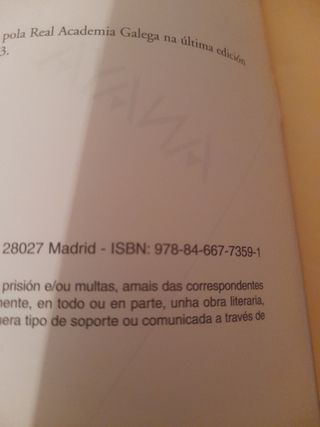 pola Real Academia Galega na última edición
3.
28027 Madrid - ISBN: 978-84-667-7359-1
prisión e/ou multas, amais das correspondentes
mente, en todo ou en parte, unha obra literaria,
uera tipo de soporte ou comunicada a través de